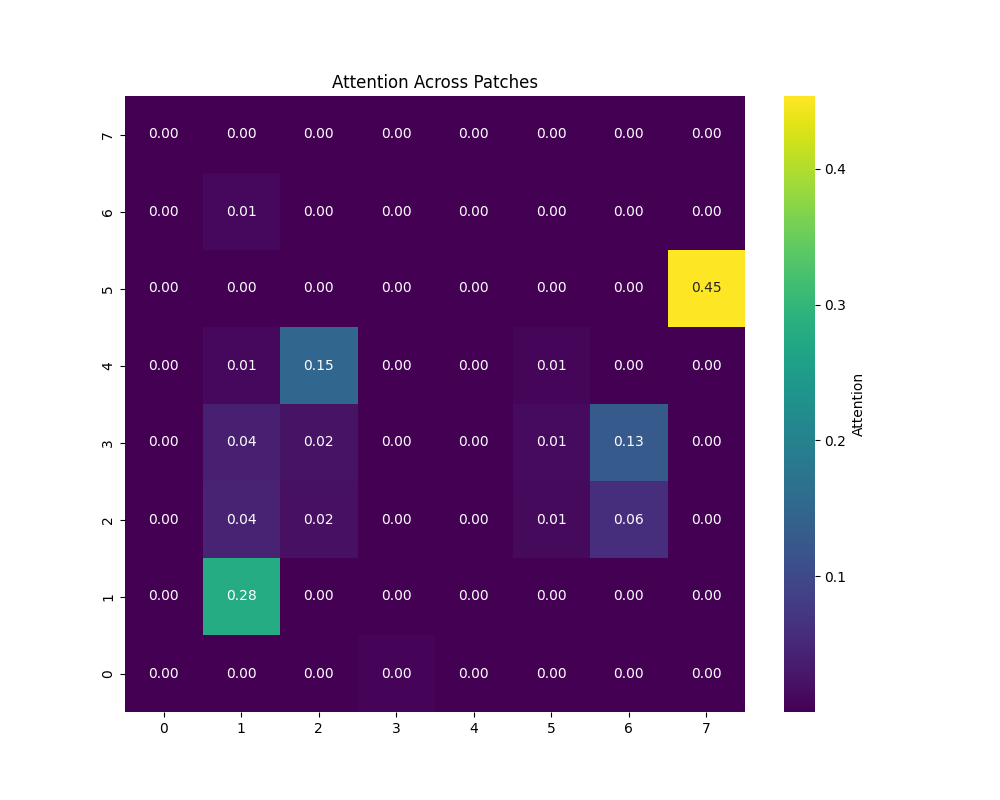 Attention Across Patches
7 0.00 0.00 0.00 0.00 0.00 0.00 0.00 0.00
6 0.00 0.01 0.00 0.00 0.00 0.00 0.00 0.00
5 0.00 0.00 0.00 0.00 0.00 0.00 0.00 0.45
4 0.00 0.01 0.15 0.00 0.00 0.01 0.00 0.00
3 0.00 0.04 0.02 0.00 0.00 0.01 0.13 0.00
2 0.00 0.04 0.02 0.00 0.00 0.01 0.06 0.00
1 0.00 0.28 0.00 0.00 0.00 0.00 0.00 0.00
0 0.00 0.00 0.00 0.00 0.00 0.00 0.00 0.00
0 1 2 3 4 5 6 7
0.4
0.3
0.2
0.1
Attention